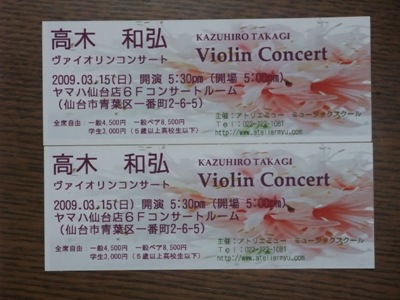 高木 和弘
KAZUHIRO TAKAGI
ヴァイオリンコンサート
Violin Concert
2009.03.15(日) 開演 5:30pm (開場 5:00pm)
ヤマハ仙台店6Fコンサートルーム
(仙台市青葉区一番町2-6-5)
全席自由 一般4,500円 一般ペア8,500円
学生3,000円 (5歳以上高校生以下)
主催:アトリエミュー ミュージックスクール
http://www.ateliermyu.com/
高木 和弘
KAZUHIRO TAKAGI
ヴァイオリンコンサート
Violin Concert
2009.03.15(日) 開演 5:30pm (開場 5:00pm)
ヤマハ仙台店6Fコンサートルーム
(仙台市青葉区一番町2-6-5)
全席自由 一般4,500円 一般ペア8,500円
学生3,000円 (5歳以上高校生以下)
主催:アトリエミュー ミュージックスクール
http://www.ateliermyu.com/